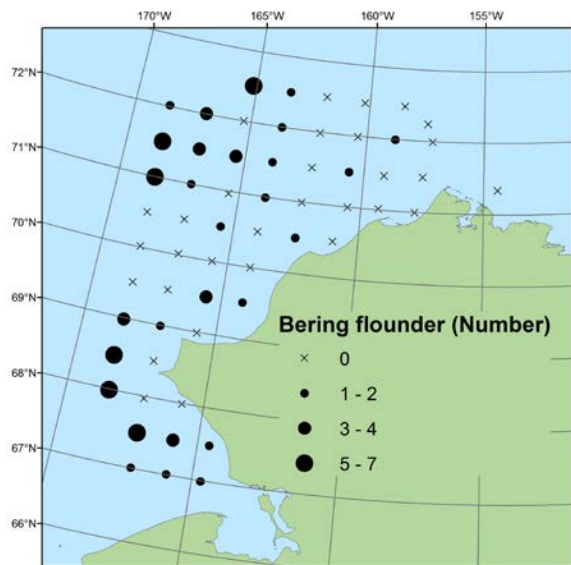 170°W 165°W 160°W 155°W
72°N
71°N
70°N
69°N
68°N
67°N
66°N
Bering flounder (Number)
0
1 - 2
3 - 4
5 - 7